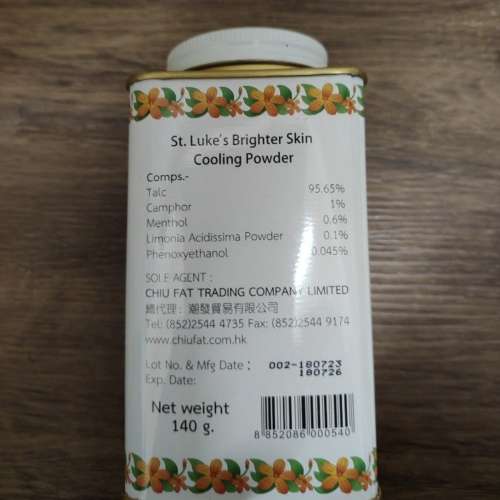 St. Luke's Brighter Skin
Cooling Powder
Comps.-
Talc 95.65%
Camphor 1%
Menthol 0.6%
Limonia Acidissima Powder 0.1%
Phenoxyethanol 0.045%
SOLE AGENT :
CHIU FAT TRADING COMPANY LIMITED
總代理: 潮發貿易有限公司
Tel: (852)2544 4735 Fax: (852)2544 9174
www.chiufat.com.hk
Lot No. & Mfg Date : 002-180723
Exp. Date: 180726
Net weight
140 g.
8 852086 000540